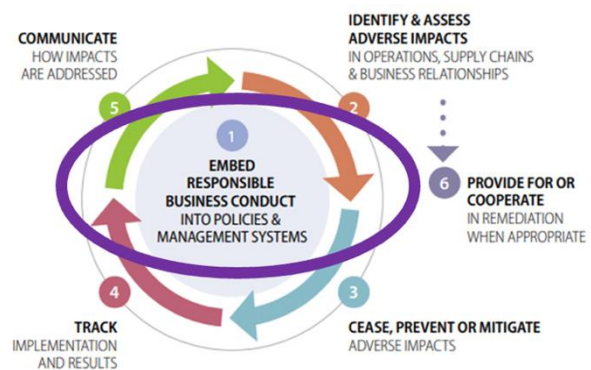 COMMUNICATE
HOW IMPACTS
ARE ADDRESSED
5
IDENTIFY & ASSESS
ADVERSE IMPACTS
IN OPERATIONS, SUPPLY CHAINS
& BUSINESS RELATIONSHIPS
2
1
EMBED
RESPONSIBLE
BUSINESS CONDUCT
INTO POLICIES &
MANAGEMENT SYSTEMS
6
PROVIDE FOR OR
COOPERATE
IN REMEDIATION
WHEN APPROPRIATE
4
TRACK
IMPLEMENTATION
AND RESULTS
3
CEASE, PREVENT OR MITIGATE
ADVERSE IMPACTS